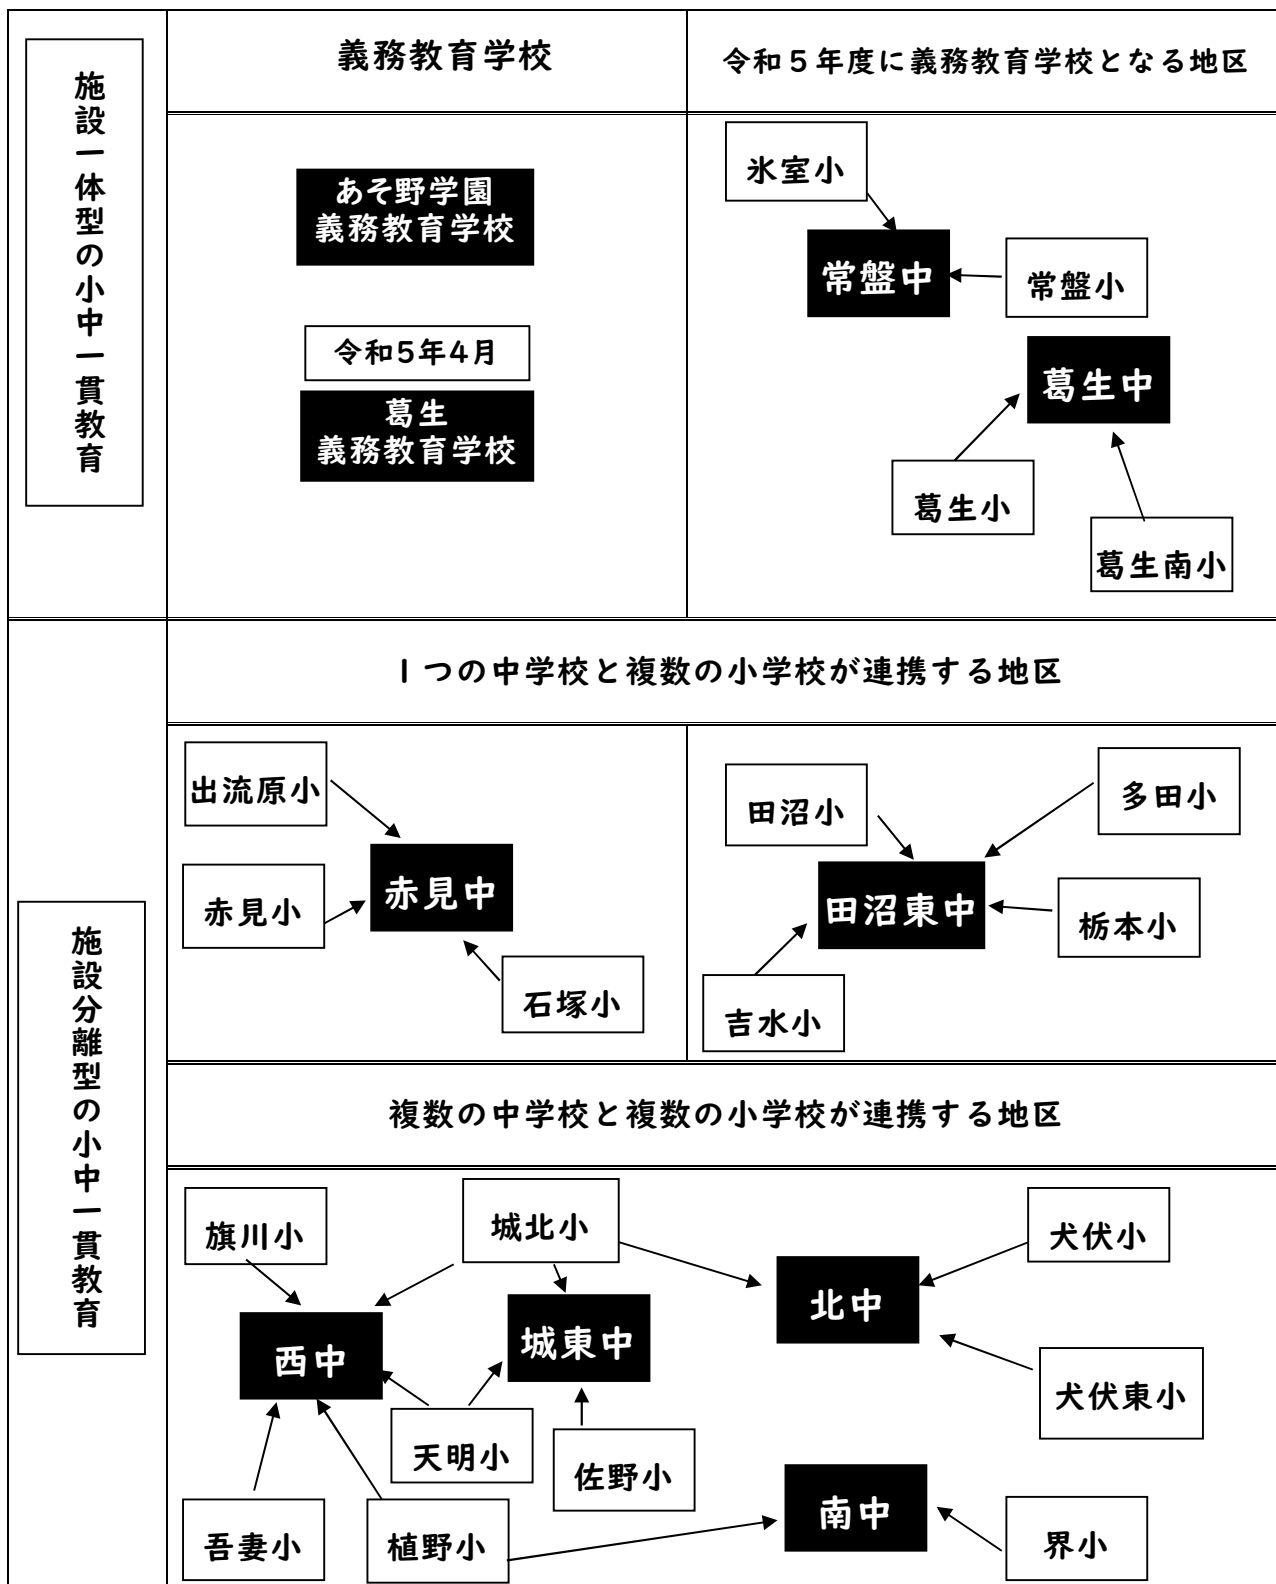 施設一体型の小中一貫教育
義務教育学校
令和5年度に義務教育学校となる地区
あそ野学園
義務教育学校
令和5年4月
葛生
義務教育学校
氷室小
常盤中
常盤小
葛生中
葛生小
葛生南小
施設分離型の小中一貫教育
1つの中学校と複数の小学校が連携する地区
出流原小
赤見小
赤見中
石塚小
田沼小
多田小
田沼東中
栃本小
吉水小
複数の中学校と複数の小学校が連携する地区
旗川小
城北小
犬伏小
西中
城東中
北中
天明小
佐野小
犬伏東小
吾妻小
植野小
南中
界小